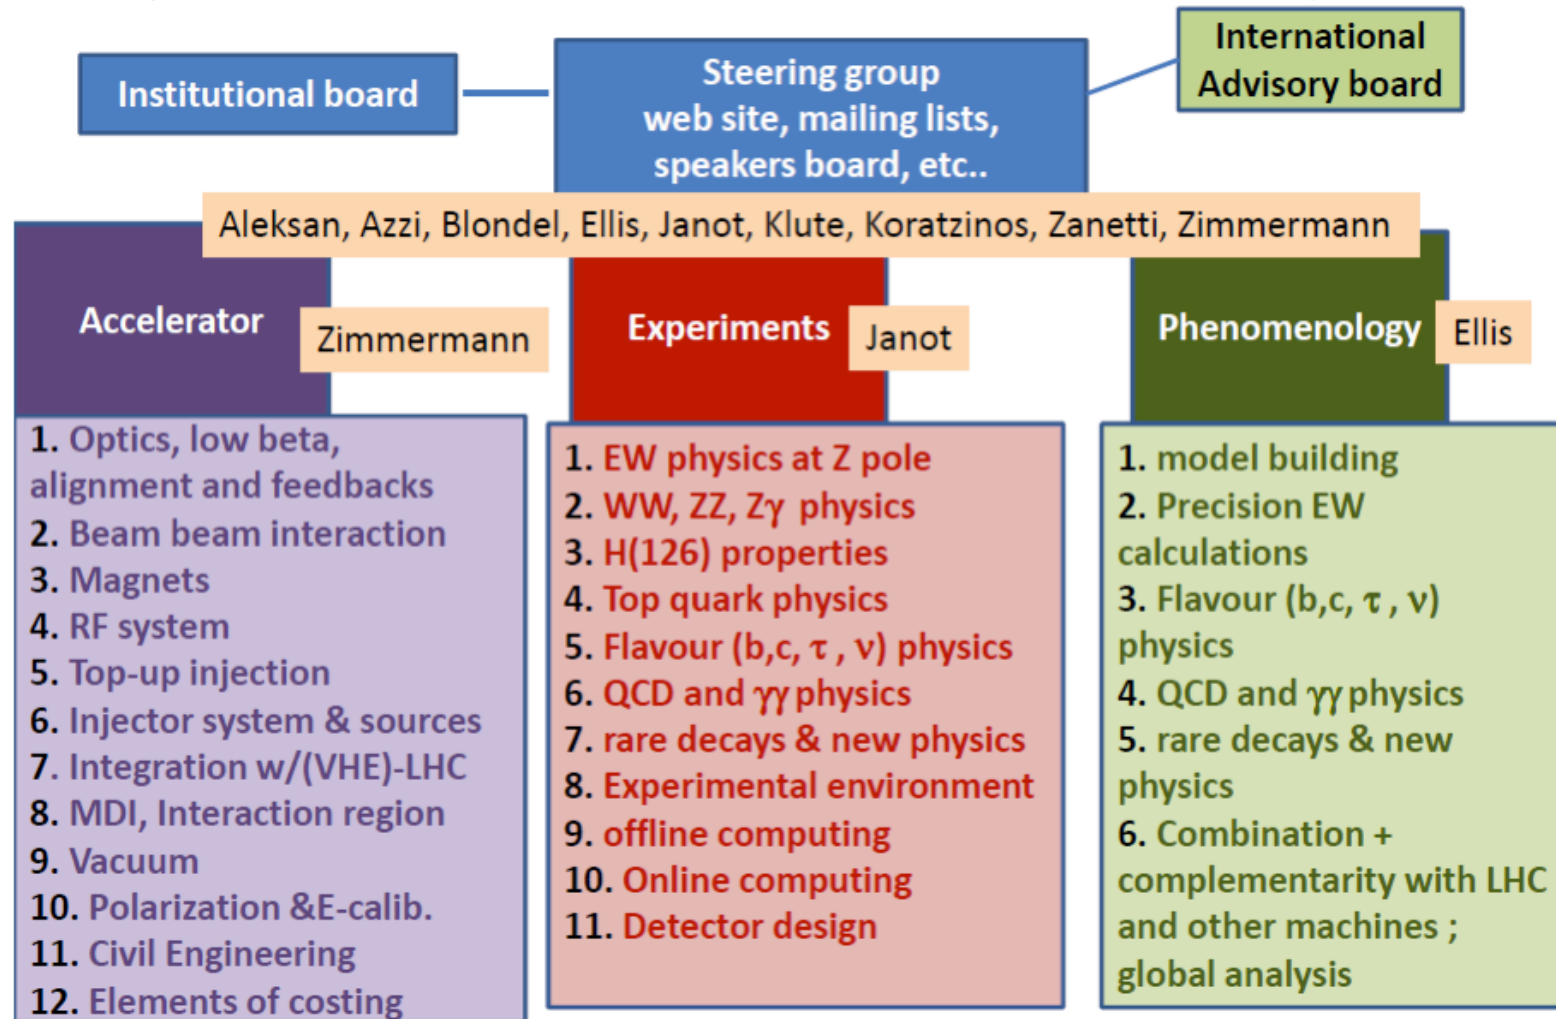 Institutional board
Steering group
web site, mailing lists,
speakers board, etc..
International
Advisory board
Aleksan, Azzi, Blondel, Ellis, Janot, Klute, Koratzinos, Zanetti, Zimmermann
Accelerator
Zimmermann
1. Optics, low beta,
alignment and feedbacks
2. Beam beam interaction
3. Magnets
4. RF system
5. Top-up injection
6. Injector system & sources
7. Integration w/(VHE)-LHC
8. MDI, Interaction region
9. Vacuum
10. Polarization &E-calib.
11. Civil Engineering
12. Elements of costing
Experiments
Janot
1. EW physics at Z pole
2. WW, ZZ, Zγ physics
3. H(126) properties
4. Top quark physics
5. Flavour (b,c, τ , ν) physics
6. QCD and γγ physics
7. rare decays & new physics
8. Experimental environment
9. offline computing
10. Online computing
11. Detector design
Phenomenology
Ellis
1. model building
2. Precision EW
calculations
3. Flavour (b,c, τ , ν)
physics
4. QCD and γγ physics
5. rare decays & new
physics
6. Combination +
complementarity with LHC
and other machines ;
global analysis